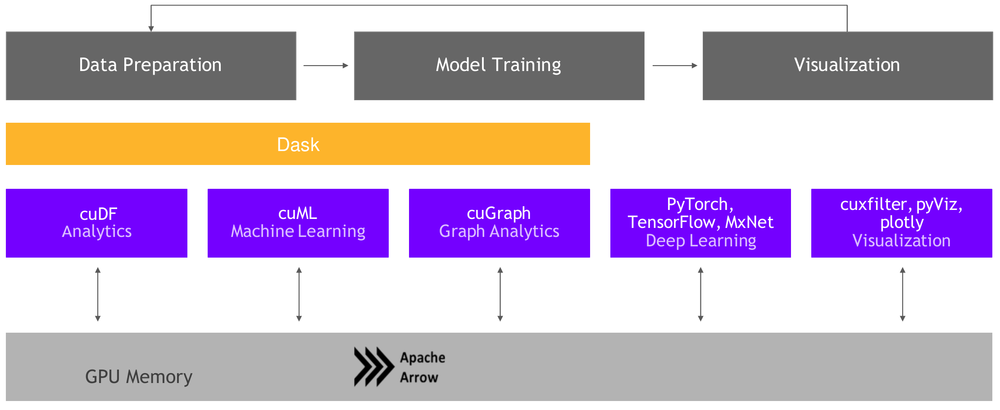 Data Preparation
Model Training
Visualization
Dask
cuDF
Analytics
cuML
Machine Learning
cuGraph
Graph Analytics
PyTorch,
TensorFlow, MxNet
Deep Learning
cuxfilter, pyViz,
plotly
Visualization
GPU Memory
Apache
Arrow